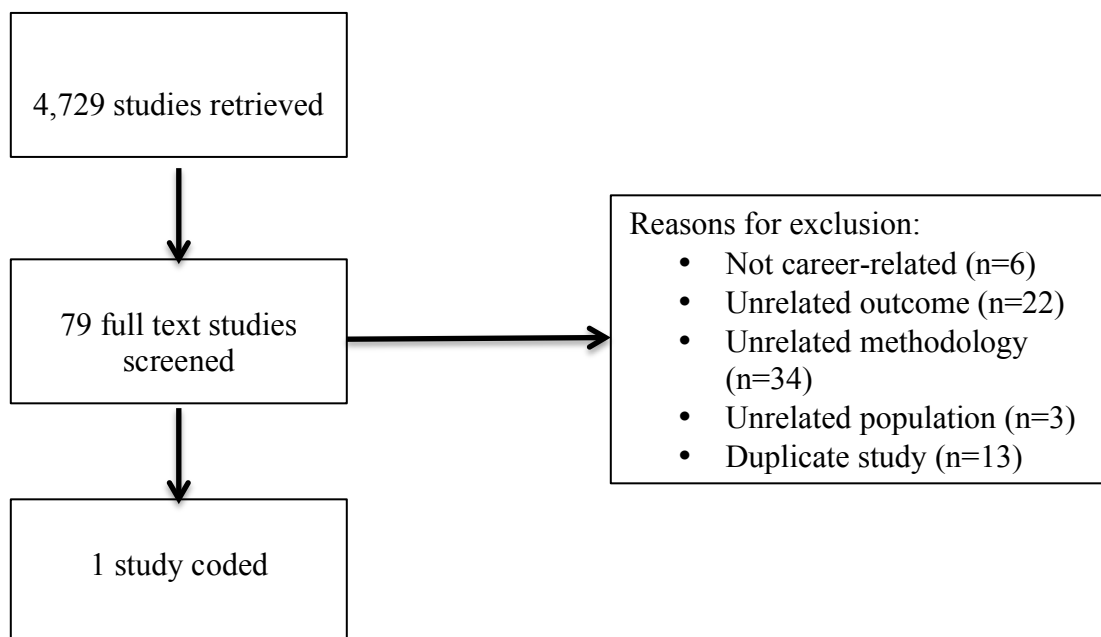 4,729 studies retrieved
79 full text studies
screened
1 study coded
Reasons for exclusion:
• Not career-related (n=6)
• Unrelated outcome (n=22)
• Unrelated methodology
(n=34)
• Unrelated population (n=3)
• Duplicate study (n=13)